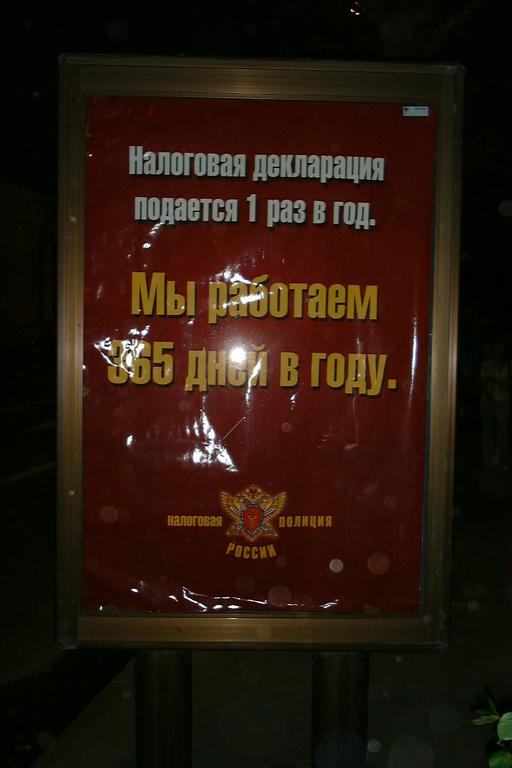 Налоговая декларация
подается 1 раз в год.
Мы работаем
365 дней в году.
НАЛОГОВАЯ ПОЛИЦИЯ
РОССИИ